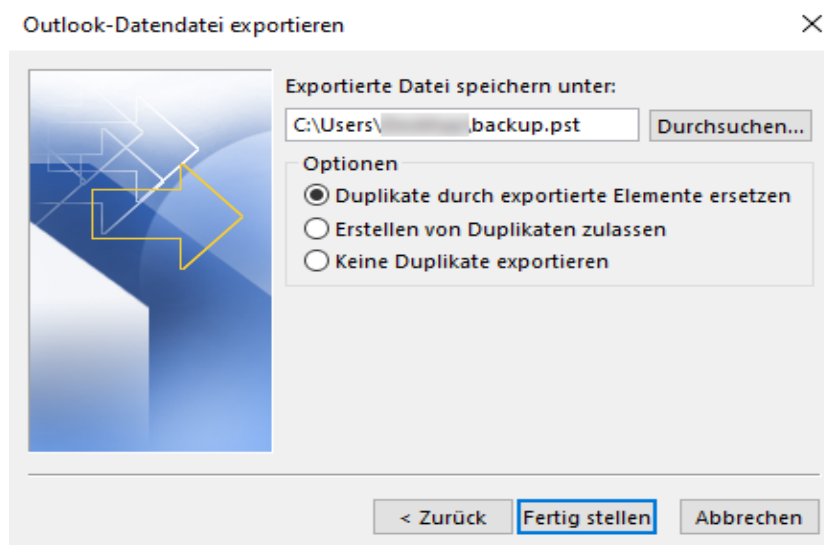 Outlook-Datendatei exportieren
Exportierte Datei speichern unter:
C:\Users\ \backup.pst
Durchsuchen...
Optionen
Duplikate durch exportierte Elemente ersetzen
Erstellen von Duplikaten zulassen
Keine Duplikate exportieren
< Zurück
Fertig stellen
Abbrechen